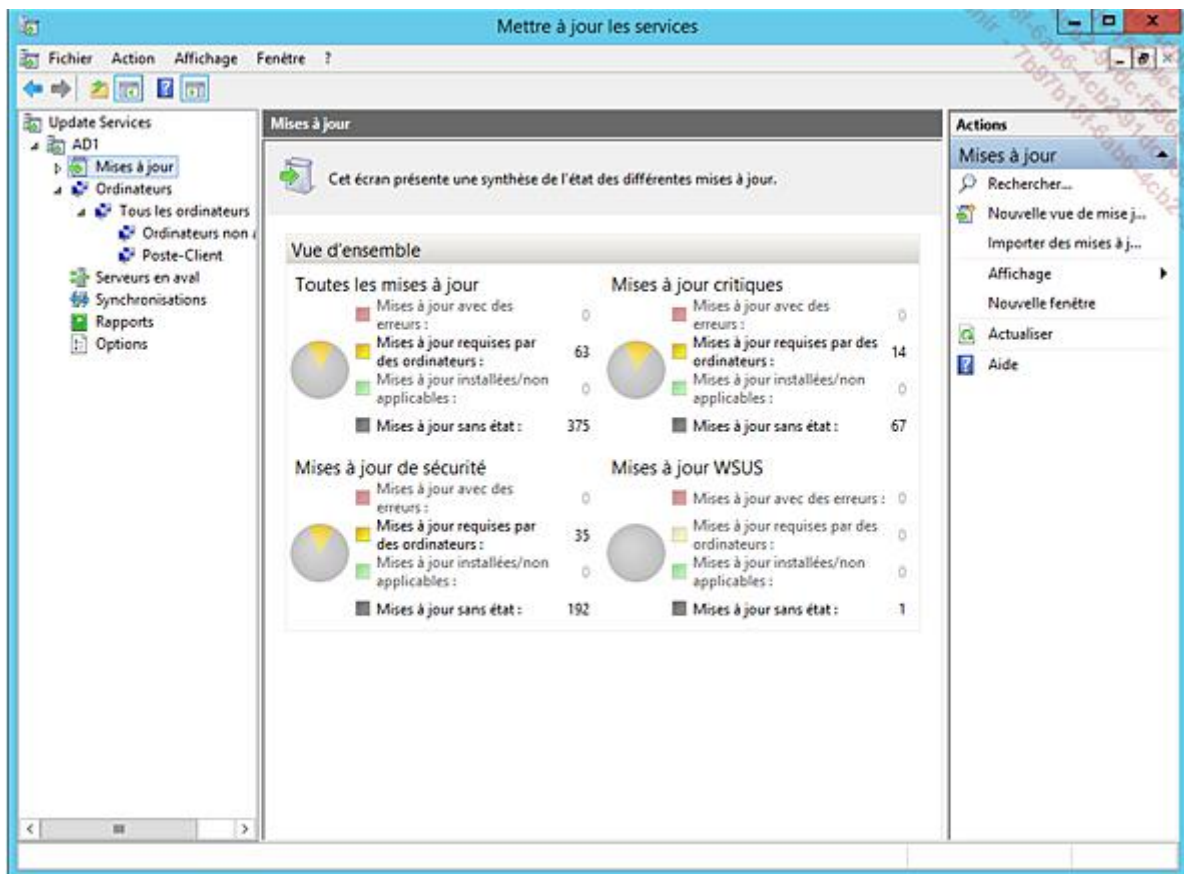 Mettre à jour les services
Fichier Action Affichage Fenêtre ?
Update Services
AD1
Mises à jour
Ordinateurs
Tous les ordinateurs
Ordinateurs non
Poste-Client
Serveurs en aval
Synchronisations
Rapports
Options
Mises à jour
Cet écran présente une synthèse de l'état des différentes mises à jour.
Vue d'ensemble
Toutes les mises à jour
Mises à jour avec des
erreurs : 0
Mises à jour requises par
des ordinateurs : 63
Mises à jour installées/non
applicables : 0
Mises à jour sans état : 375
Mises à jour critiques
Mises à jour avec des
erreurs : 0
Mises à jour requises par des
ordinateurs : 14
Mises à jour installées/non
applicables : 0
Mises à jour sans état : 67
Mises à jour de sécurité
Mises à jour avec des
erreurs : 0
Mises à jour requises par
des ordinateurs : 35
Mises à jour installées/non
applicables : 0
Mises à jour sans état : 192
Mises à jour WSUS
Mises à jour avec des erreurs : 0
Mises à jour requises par des
ordinateurs : 0
Mises à jour installées/non
applicables : 0
Mises à jour sans état : 1
Actions
Mises à jour
Rechercher...
Nouvelle vue de mise j...
Importer des mises à j...
Affichage
Nouvelle fenêtre
Actualiser
Aide